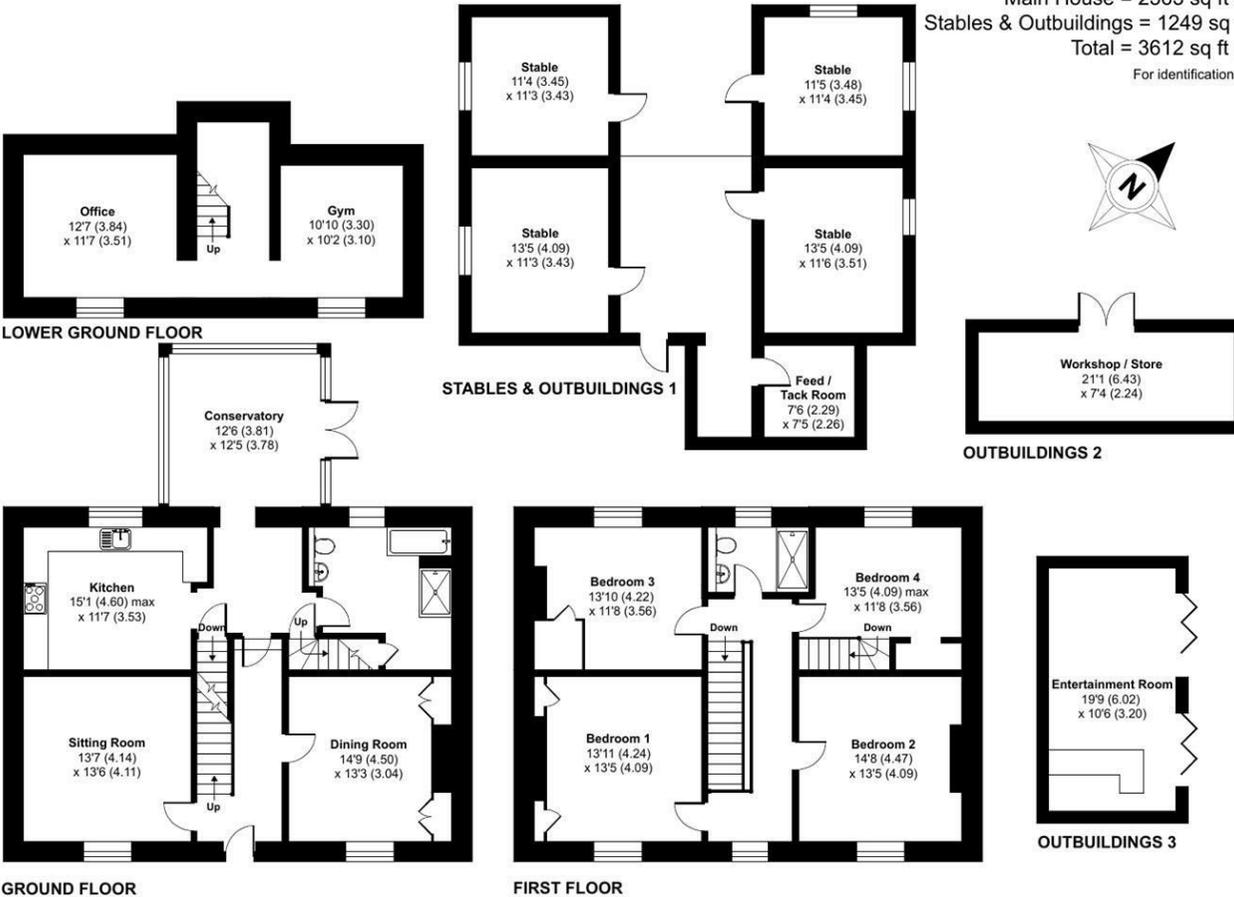 Stables & Outbuildings = 1249 sq
Total = 3612 sq ft
For identification
Stable
11'4 (3.45)
x 11'3 (3.43)
Stable
11'5 (3.48)
x 11'4 (3.45)
Stable
13'5 (4.09)
x 11'3 (3.43)
Stable
13'5 (4.09)
x 11'6 (3.51)
Feed /
Tack Room
7'6 (2.29)
x 7'5 (2.26)
STABLES & OUTBUILDINGS 1
N
Office
12'7 (3.84)
x 11'7 (3.51)
Up
Gym
10'10 (3.30)
x 10'2 (3.10)
LOWER GROUND FLOOR
Workshop / Store
21'1 (6.43)
x 7'4 (2.24)
OUTBUILDINGS 2
Conservatory
12'6 (3.81)
x 12'5 (3.78)
Kitchen
15'1 (4.60) max
x 11'7 (3.53)
Down
Up
Sitting Room
13'7 (4.14)
x 13'6 (4.11)
Up
Dining Room
14'9 (4.50)
x 13'3 (3.04)
GROUND FLOOR
Bedroom 3
13'10 (4.22)
x 11'8 (3.56)
Down
Bedroom 4
13'5 (4.09) max
x 11'8 (3.56)
Down
Bedroom 1
13'11 (4.24)
x 13'5 (4.09)
Bedroom 2
14'8 (4.47)
x 13'5 (4.09)
FIRST FLOOR
Entertainment Room
19'9 (6.02)
x 10'6 (3.20)
OUTBUILDINGS 3